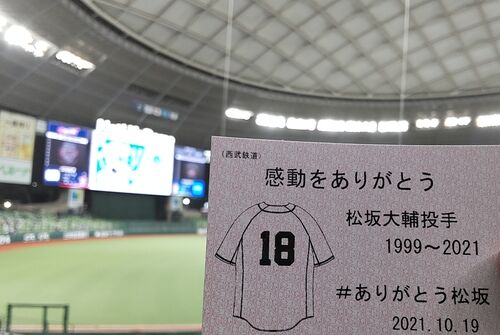 (西武鉄道)
感動をありがとう
松坂大輔投手
1999～2021
18
#ありがとう松坂
2021.10.19